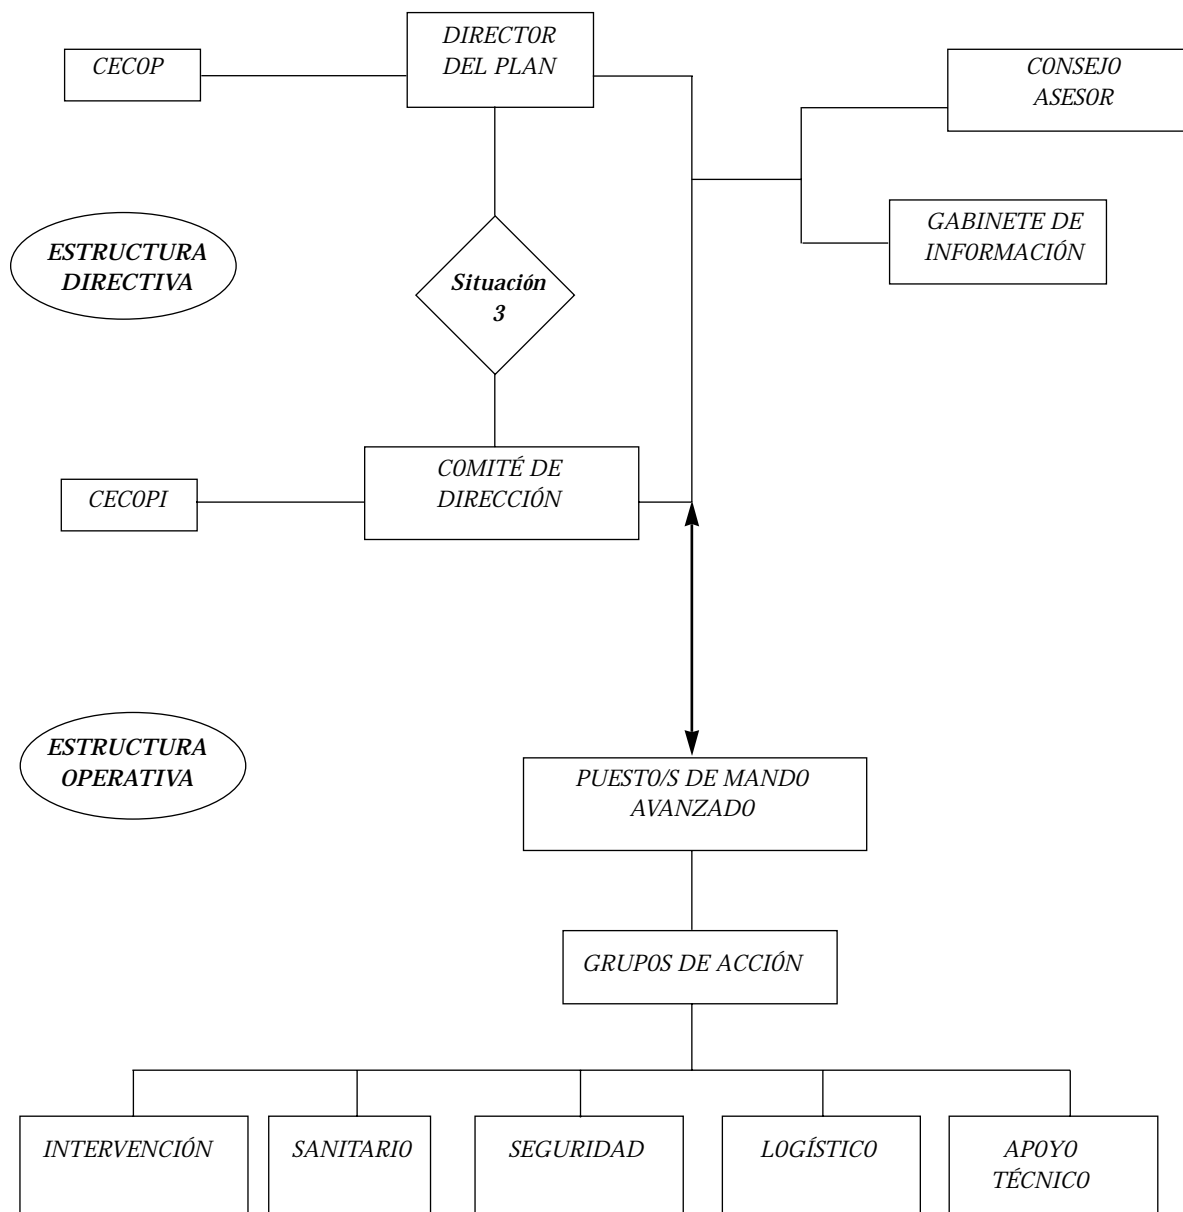 DIRECTOR
DEL PLAN
CECOP
CONSEJO
ASESOR
GABINETE DE
INFORMACIÓN
ESTRUCTURA
DIRECTIVA
Situación
3
COMITÉ DE
DIRECCIÓN
CECOPI
ESTRUCTURA
OPERATIVA
PUESTO/S DE MANDO
AVANZADO
GRUPOS DE ACCIÓN
INTERVENCIÓN
SANITARIO
SEGURIDAD
LOGÍSTICO
APOYO
TÉCNICO